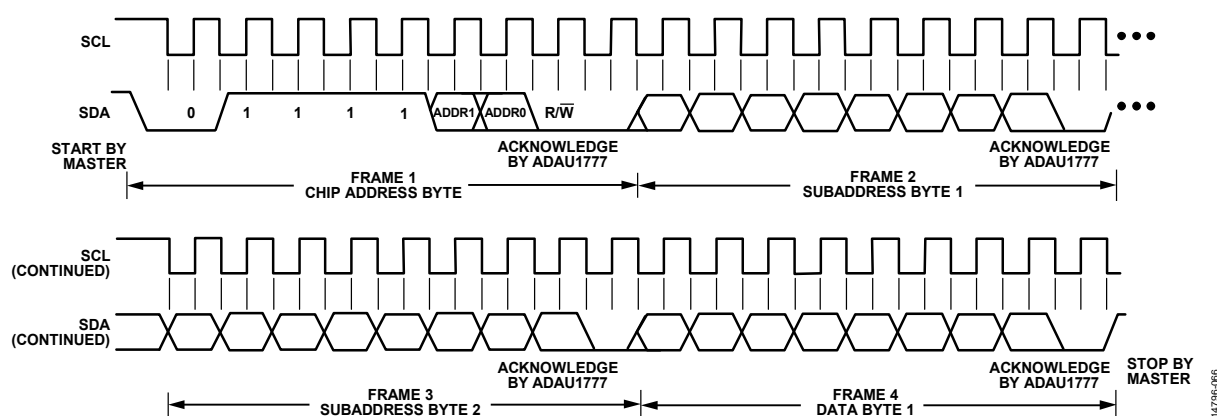 SCL
SDA
0 1 1 1 1 ADDR1 ADDR0 R/W̅
START BY
MASTER
ACKNOWLEDGE
BY ADAU1777
ACKNOWLEDGE
BY ADAU1777
FRAME 1
CHIP ADDRESS BYTE
FRAME 2
SUBADDRESS BYTE 1
SCL
(CONTINUED)
SDA
(CONTINUED)
ACKNOWLEDGE
BY ADAU1777
ACKNOWLEDGE
BY ADAU1777
STOP BY
MASTER
FRAME 3
SUBADDRESS BYTE 2
FRAME 4
DATA BYTE 1